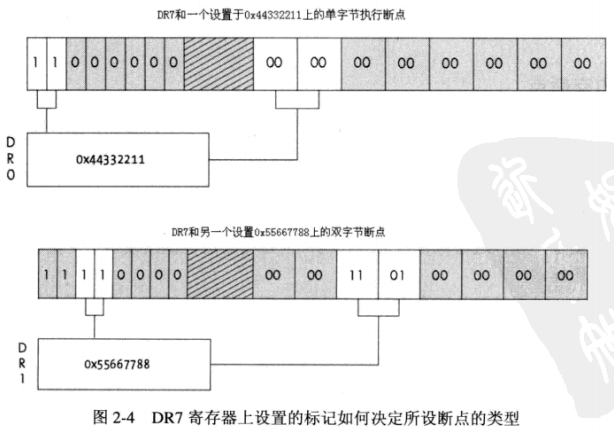 DR7和一个设置于0x44332211上的单字节执行断点
1 1 0 0 0 0 0 0 00 00 00 00 00 00 00 00
DR0
0x44332211
DR7和另一个设置0x55667788上的双字节断点
1 1 1 1 0 0 0 0 00 00 11 01 00 00 00 00
DR1
0x55667788
图 2-4 DR7 寄存器上设置的标记如何决定所设断点的类型